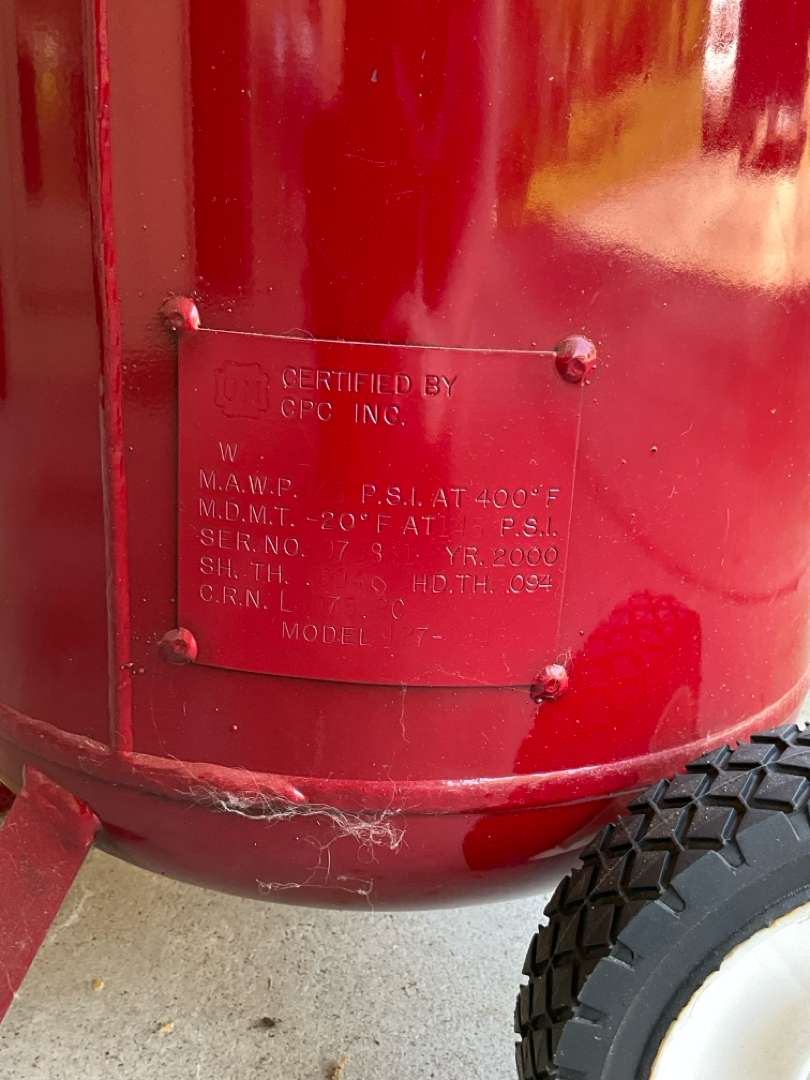 CERTIFIED BY
CPC INC.
W
M.A.W.P. P.S.I. AT 400°F
M.D.M.T. -20°F AT P.S.I.
SER. NO. YR. 2000
SH. TH. HD. TH. .094
C.R.N. L
MODEL